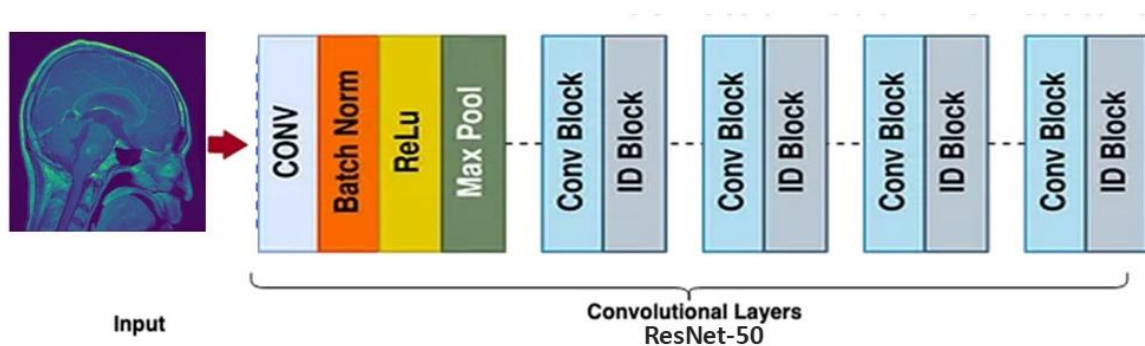 CONV
Batch Norm
ReLu
Max Pool
Conv Block
ID Block
Conv Block
ID Block
Conv Block
ID Block
Conv Block
ID Block
Input
Convolutional Layers
ResNet-50